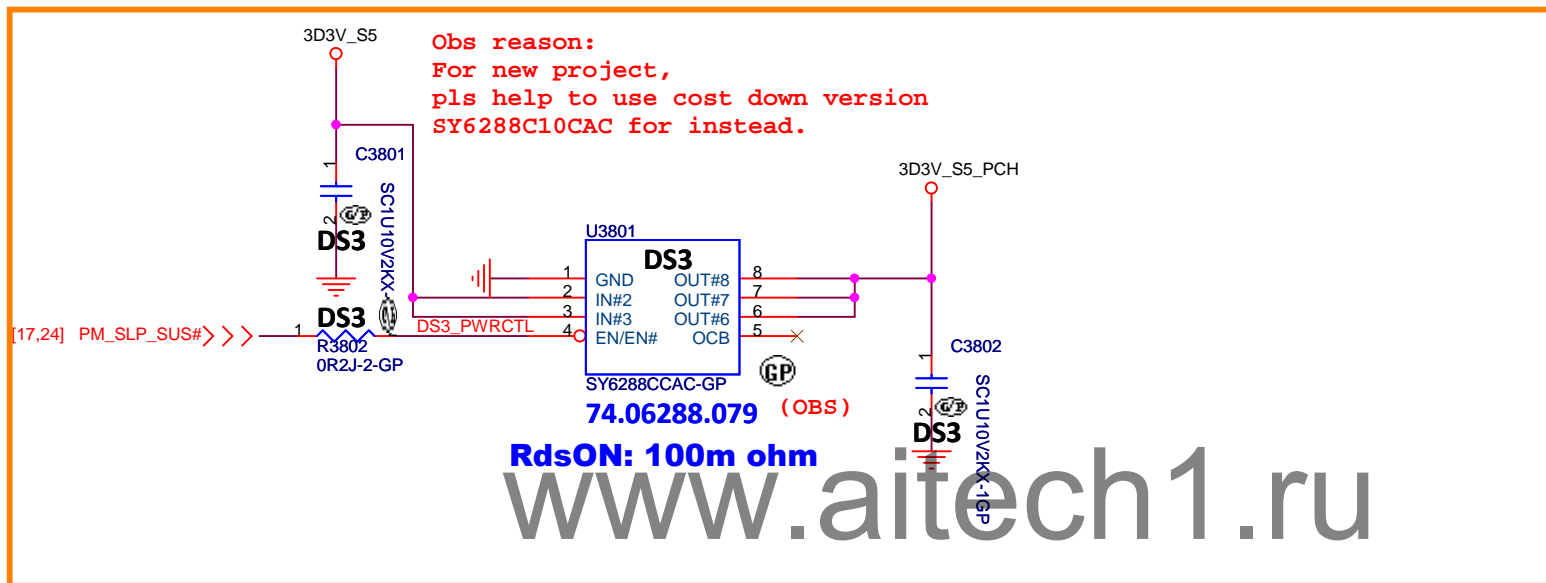 3D3V_S5
Obs reason:
For new project,
pls help to use cost down version
SY6288C10CAC for instead.
C3801
1
2
SC1U10V2KX-
G/P
DS3
3D3V_S5_PCH
U3801
DS3
1 GND OUT#8 8
2 IN#2 OUT#7 7
3 IN#3 OUT#6 6
4 EN/EN# OCB 5
DS3
[17,24] PM_SLP_SUS#
1
DS3_PWRCTL
R3802
0R2J-2-GP
SY6288CCAC-GP
GP
74.06288.079
(OBS)
RdsON: 100m ohm
C3802
1
2
SC1U10V2KX-1GP
G/P
DS3
www.aitech1.ru